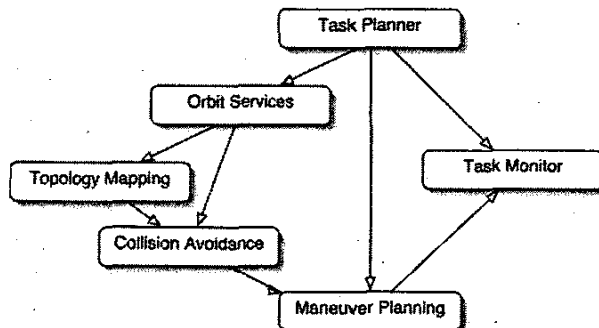 Task Planner
Orbit Services
Task Monitor
Topology Mapping
Collision Avoidance
Maneuver Planning